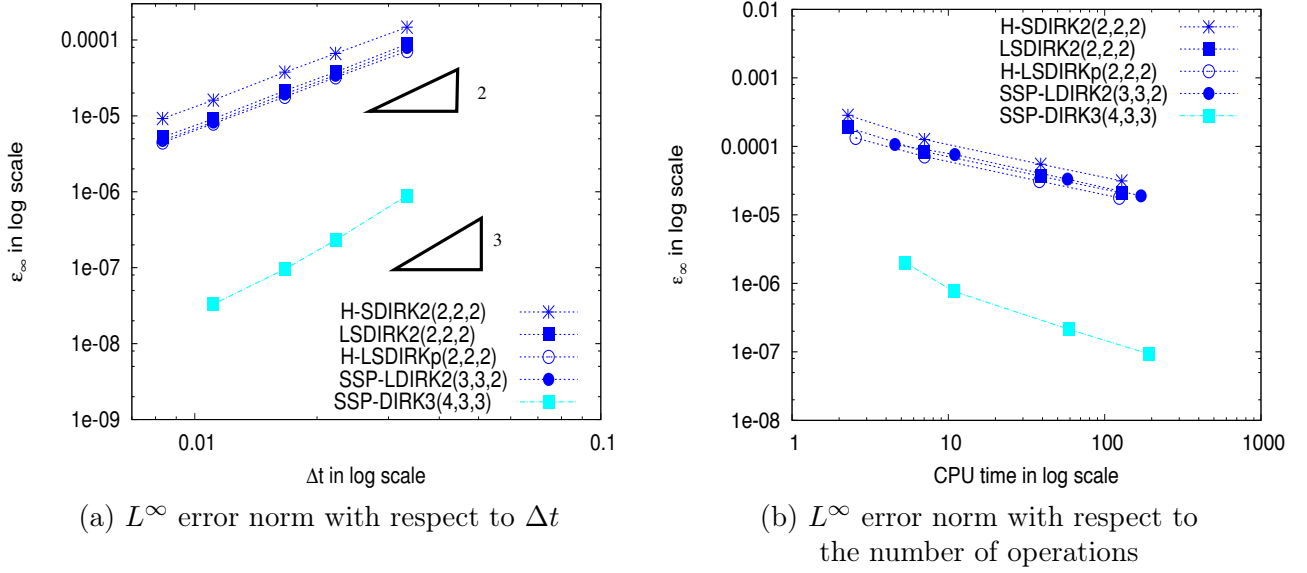 0.0001
1e-05
1e-06
1e-07
1e-08
1e-09
0.01
0.1
ε∞ in log scale
Δt in log scale
2
3
H-SDIRK2(2,2,2)
LSDIRK2(2,2,2)
H-LSDIRKp(2,2,2)
SSP-LDIRK2(3,3,2)
SSP-DIRK3(4,3,3)
(a) L∞ error norm with respect to Δt
0.01
0.001
0.0001
1e-05
1e-06
1e-07
1e-08
1
10
100
1000
ε∞ in log scale
CPU time in log scale
H-SDIRK2(2,2,2)
LSDIRK2(2,2,2)
H-LSDIRKp(2,2,2)
SSP-LDIRK2(3,3,2)
SSP-DIRK3(4,3,3)
(b) L∞ error norm with respect to
the number of operations